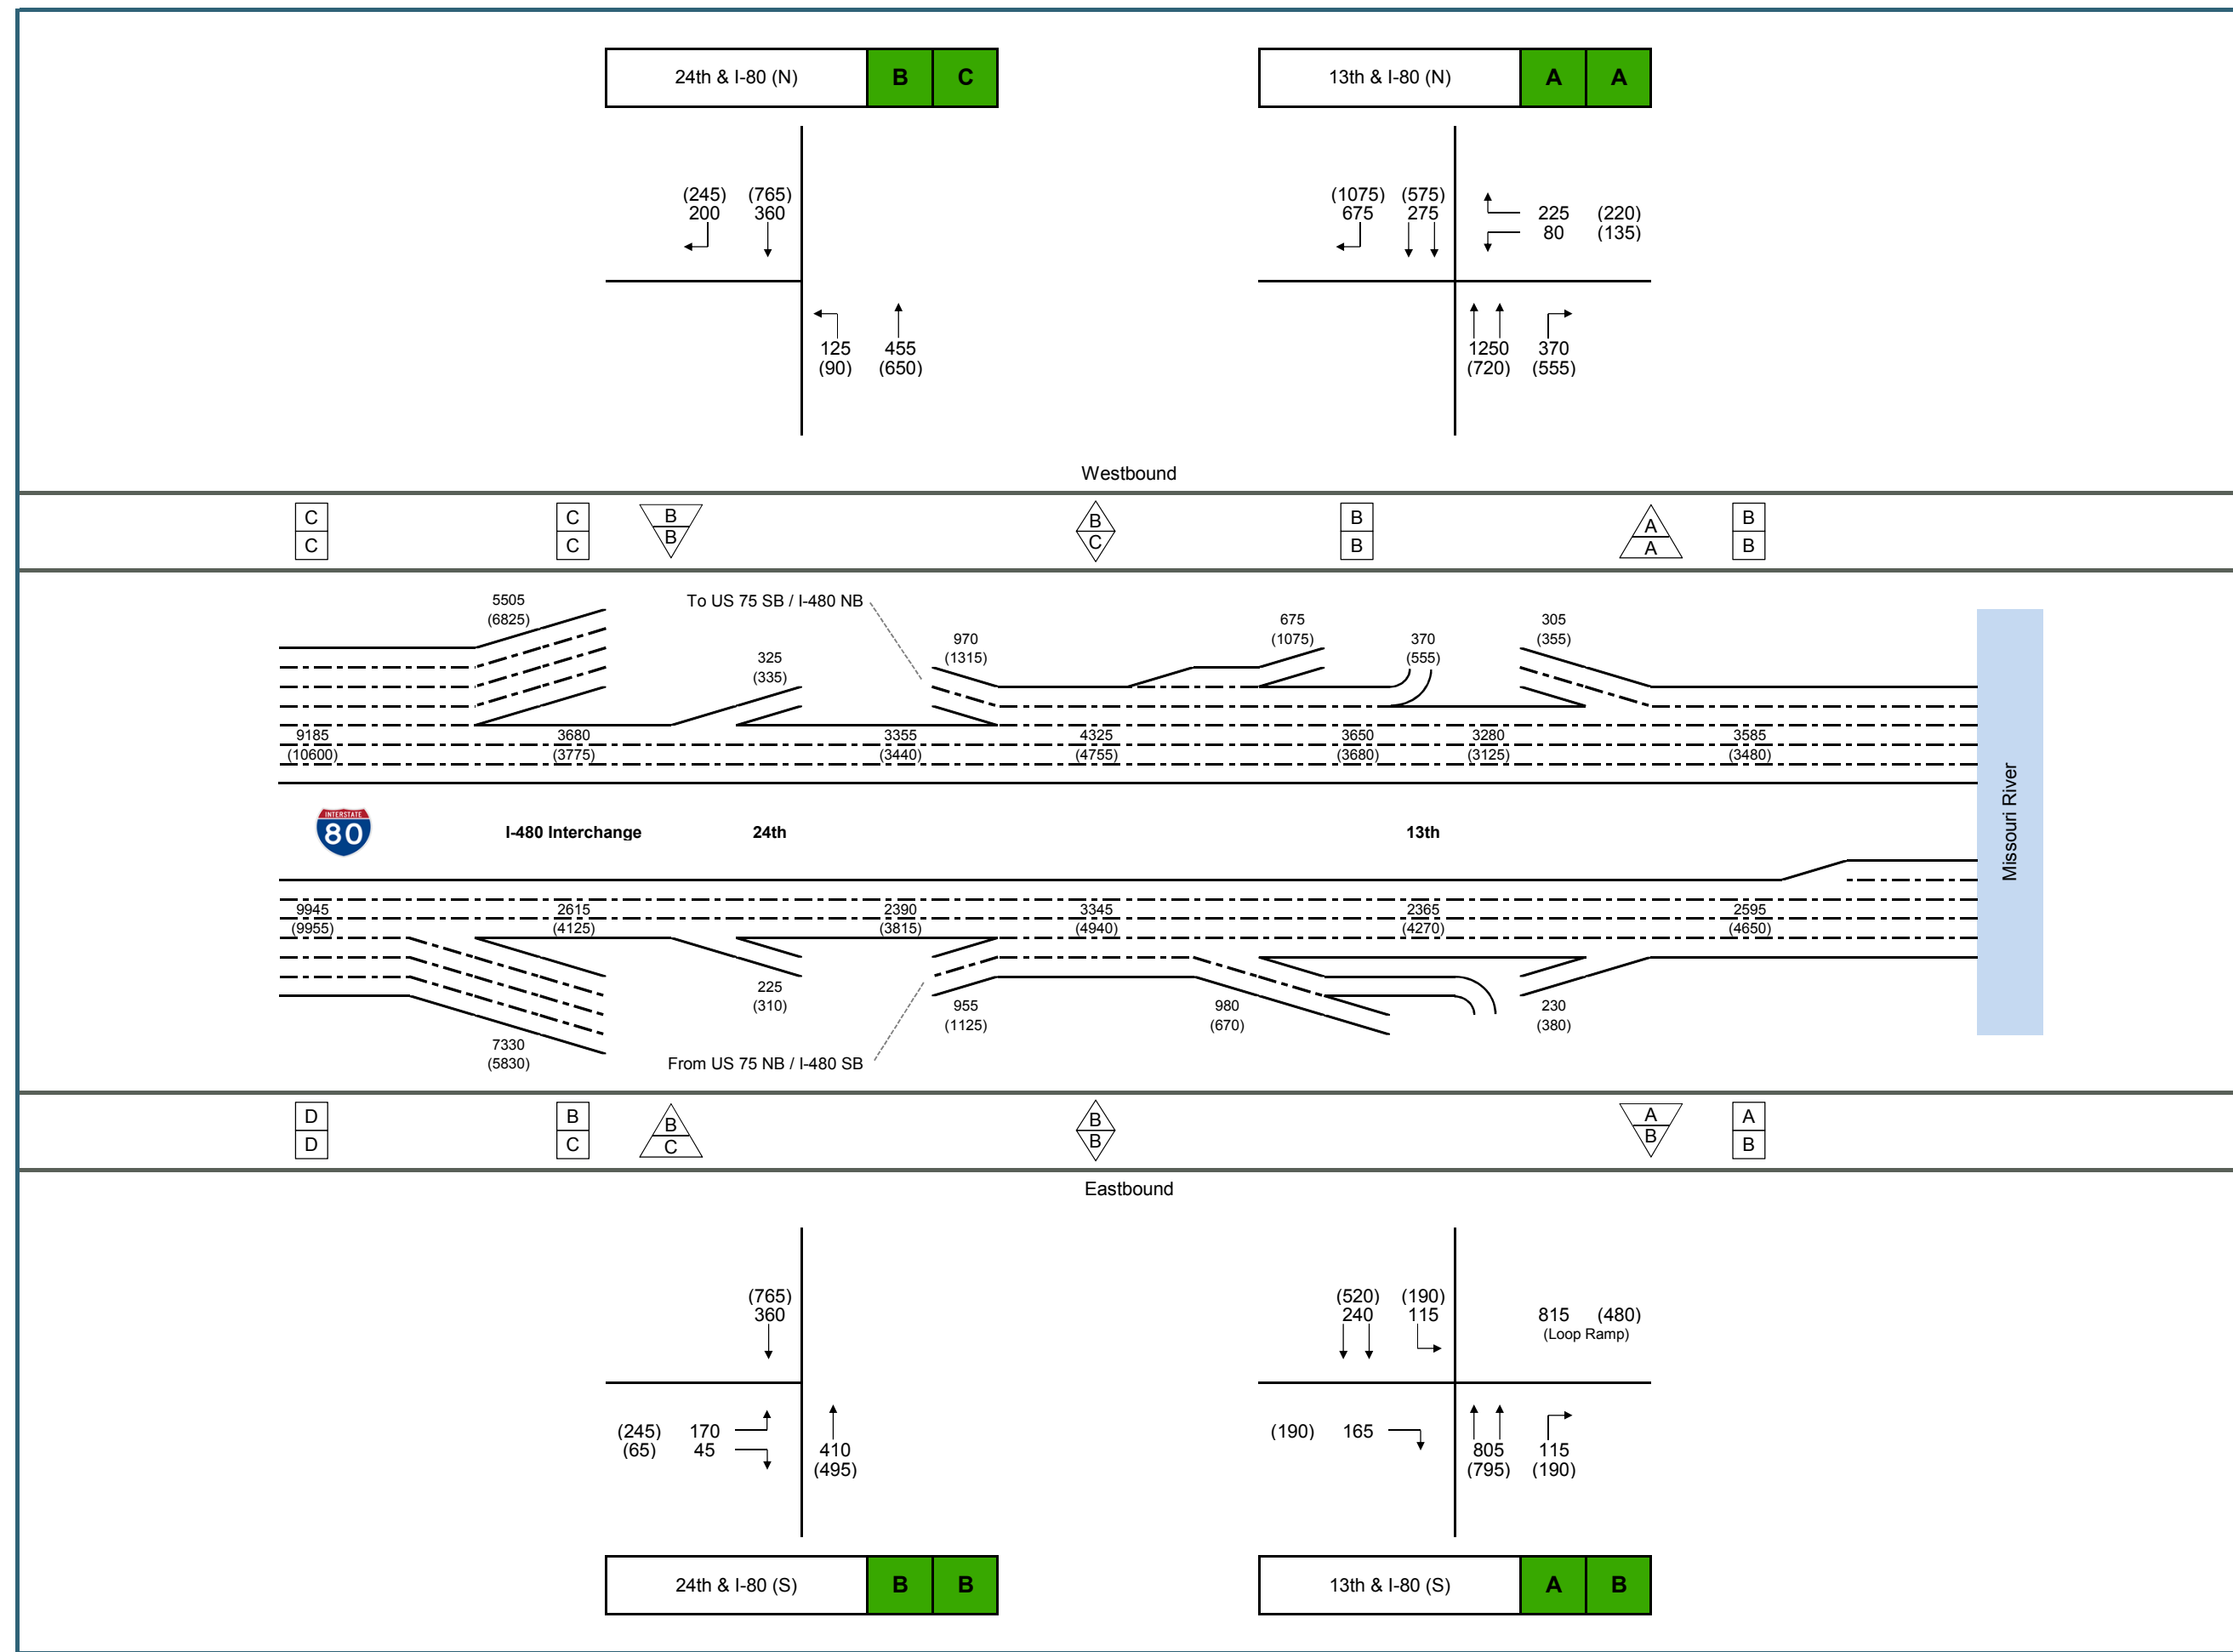 24th & I-80 (N) B C
13th & I-80 (N) A A
(245) (765)
200 360
125 455
(90) (650)
(1075) (575)
675 275
225 (220)
80 (135)
1250 370
(720) (555)
Westbound
C C B B B A B
C C B C B A B
5505
(6825)
To US 75 SB / I-480 NB
325
(335)
970
(1315)
675
(1075)
370
(555)
305
(355)
9185 3680 3355 4325 3650 3280 3585
(10600) (3775) (3440) (4755) (3680) (3125) (3480)
Missouri River
INTERSTATE
80
I-480 Interchange 24th 13th
9945 2615 2390 3345 2365 2595
(9955) (4125) (3815) (4940) (4270) (4650)
225
(310)
955
(1125)
980
(670)
230
(380)
7330
(5830)
From US 75 NB / I-480 SB
D B B B A A
D C C B B B
Eastbound
(765)
360
(245) 170
(65) 45
410
(495)
(520) (190)
240 115
815 (480)
(Loop Ramp)
(190) 165
805 115
(795) (190)
24th & I-80 (S) B B
13th & I-80 (S) A B